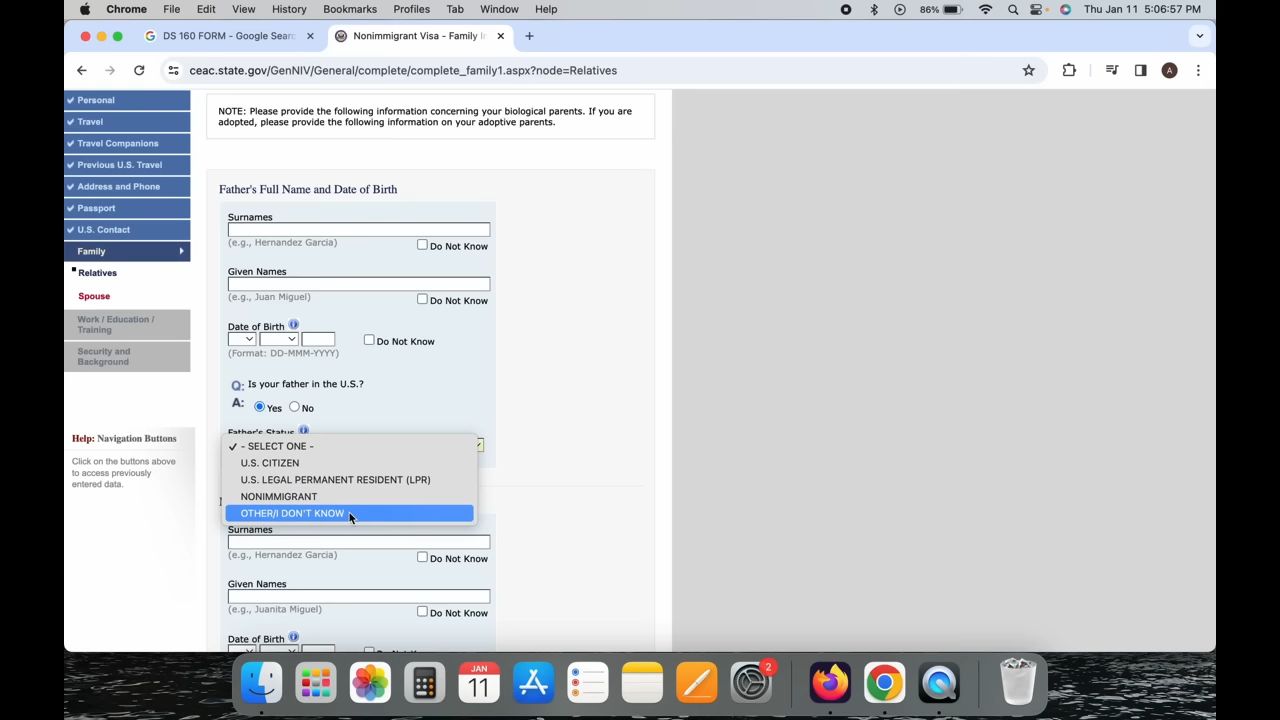 Chrome File Edit View History Bookmarks Profiles Tab Window Help 86% Thu Jan 11 5:06:57 PM
DS 160 FORM - Google Searc
Nonimmigrant Visa - Family In
ceac.state.gov/GenNIV/General/complete/complete_family1.aspx?node=Relatives
A
Personal
Travel
Travel Companions
Previous U.S. Travel
Address and Phone
Passport
U.S. Contact
Family
Relatives
Spouse
Work / Education /
Training
Security and
Background
Help: Navigation Buttons
Click on the buttons above
to access previously
entered data.
NOTE: Please provide the following information concerning your biological parents. If you are
adopted, please provide the following information on your adoptive parents.
Father's Full Name and Date of Birth
Surnames
(e.g., Hernandez Garcia)
Do Not Know
Given Names
(e.g., Juan Miguel)
Do Not Know
Date of Birth
Do Not Know
(Format: DD-MMM-YYYY)
Q: Is your father in the U.S.?
A: Yes No
Father's Status
- SELECT ONE -
U.S. CITIZEN
U.S. LEGAL PERMANENT RESIDENT (LPR)
NONIMMIGRANT
OTHER/I DON'T KNOW
Surnames
(e.g., Hernandez Garcia)
Do Not Know
Given Names
(e.g., Juanita Miguel)
Do Not Know
Date of Birth
JAN
11
2